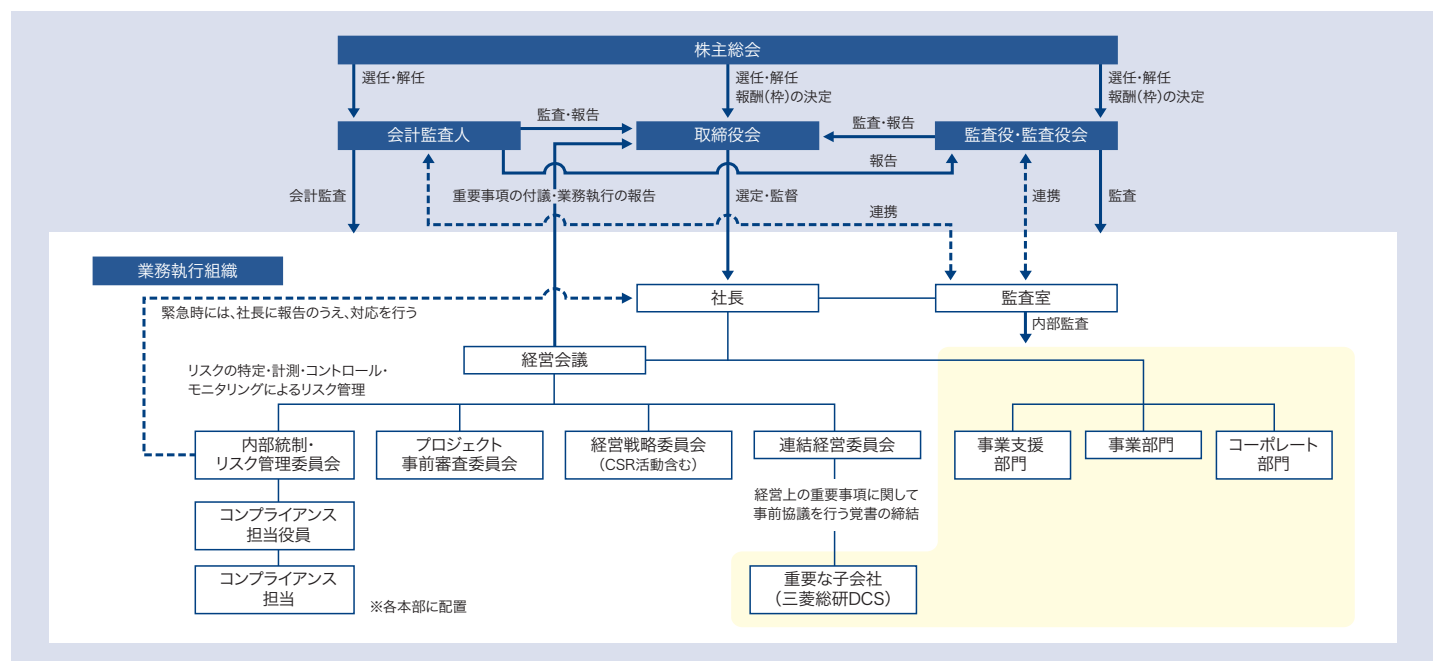 株主総会
選任・解任
選任・解任
報酬(枠)の決定
選任・解任
報酬(枠)の決定
会計監査人
監査・報告
取締役会
監査・報告
監査役・監査役会
報告
会計監査
重要事項の付議・業務執行の報告
選定・監督
連携
連携
監査
業務執行組織
緊急時には、社長に報告のうえ、対応を行う
社長
監査室
内部監査
経営会議
リスクの特定・計測・コントロール・
モニタリングによるリスク管理
内部統制・
リスク管理委員会
プロジェクト
事前審査委員会
経営戦略委員会
(CSR活動含む)
連結経営委員会
事業支援
部門
事業部門
コーポレート
部門
経営上の重要事項に関して
事前協議を行う覚書の締結
コンプライアンス
担当役員
コンプライアンス
担当
※各本部に配置
重要な子会社
(三菱総研DCS)